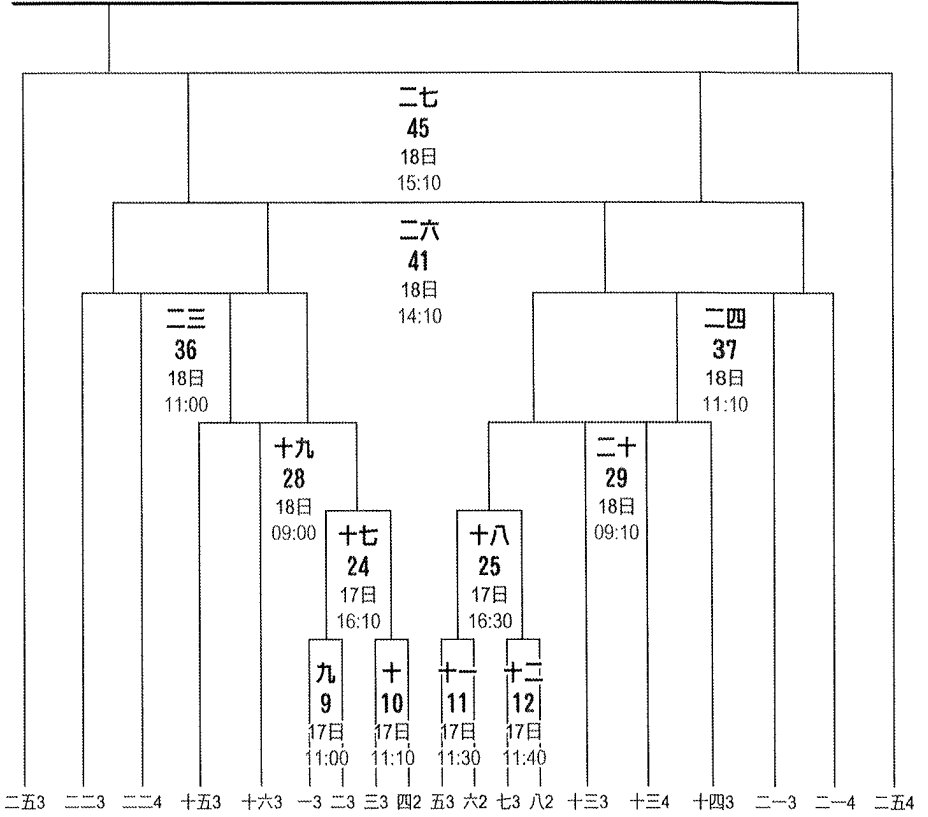 二七
45
18日
15:10
二六
41
18日
14:10
二三
36
18日
11:00
二四
37
18日
11:10
十九
28
18日
09:00
二十
29
18日
09:10
十七
24
17日
16:10
十八
25
17日
16:30
九
9
17日
11:00
十
10
17日
11:10
十一
11
17日
11:30
十二
12
17日
11:40
二五3 二二3 二二4 十五3 十六3 一3 二3 三3 四2 五3 六2 七3 八2 十三3 十三4 十四3 二一3 二一4 二五4